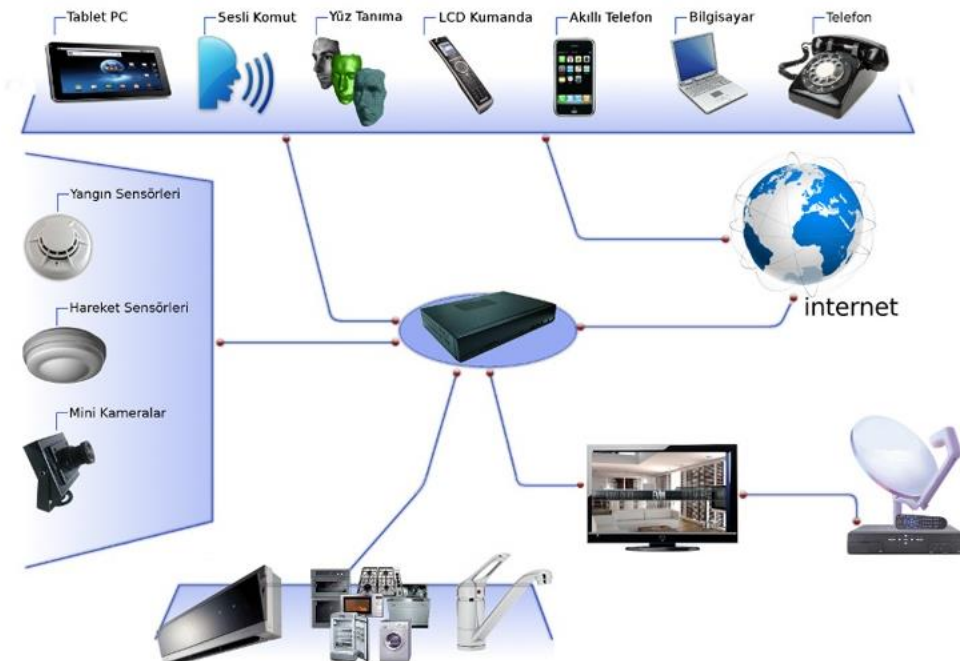 Tablet PC
Sesli Komut
Yüz Tanıma
LCD Kumanda
Akıllı Telefon
Bilgisayar
Telefon
Yangın Sensörleri
Hareket Sensörleri
Mini Kameralar
internet